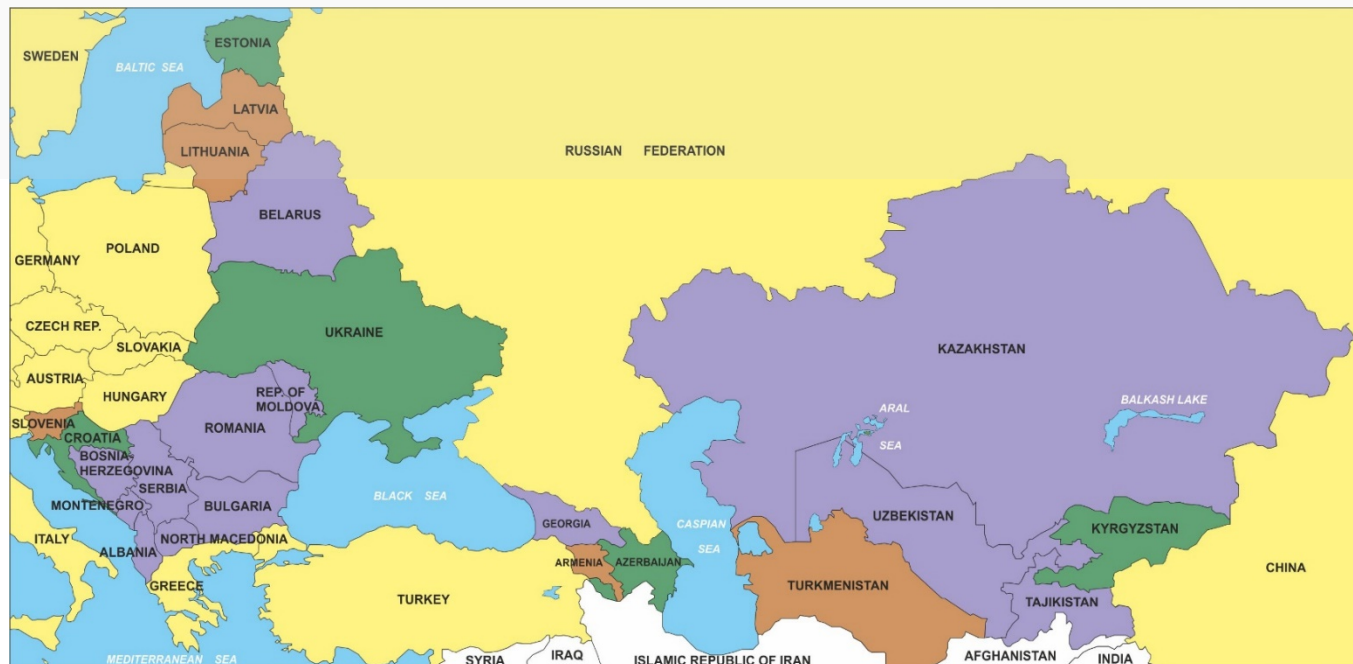 ESTONIA
SWEDEN
BALTIC SEA
LATVIA
LITHUANIA
RUSSIAN FEDERATION
BELARUS
POLAND
GERMANY
CZECH REP.
UKRAINE
SLOVAKIA
KAZAKHSTAN
AUSTRIA
HUNGARY
REP. OF
MOLDOVA
BALKASH LAKE
ARAL
SEA
SLOVENIA
CROATIA
ROMANIA
BOSNIA-
HERZEGOVINA
SERBIA
BLACK SEA
MONTENEGRO
BULGARIA
UZBEKISTAN
GEORGIA
CASPIAN
SEA
KYRGYZSTAN
ITALY
ALBANIA
NORTH MACEDONIA
ARMENIA
AZERBAIJAN
CHINA
GREECE
TURKMENISTAN
TURKEY
TAJIKISTAN
MEDITERRANEAN SEA
SYRIA
IRAQ
ISLAMIC REPUBLIC OF IRAN
AFGHANISTAN
INDIA